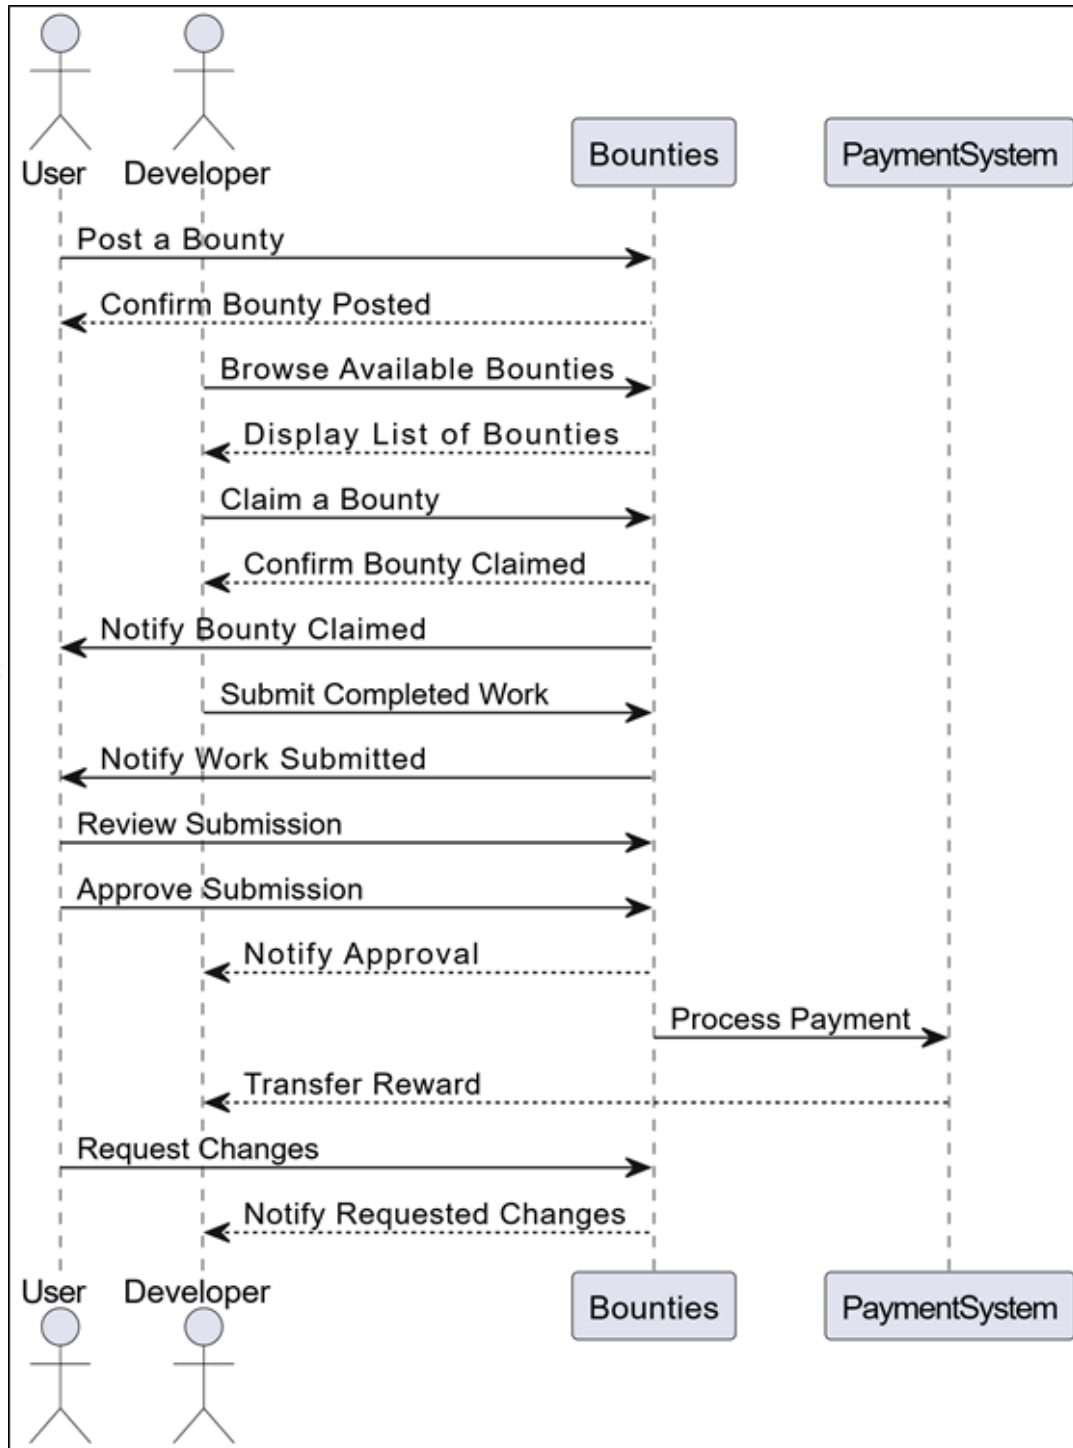 User Developer Bounties PaymentSystem
Post a Bounty
Confirm Bounty Posted
Browse Available Bounties
Display List of Bounties
Claim a Bounty
Confirm Bounty Claimed
Notify Bounty Claimed
Submit Completed Work
Notify Work Submitted
Review Submission
Approve Submission
Notify Approval
Process Payment
Transfer Reward
Request Changes
Notify Requested Changes
User Developer Bounties PaymentSystem